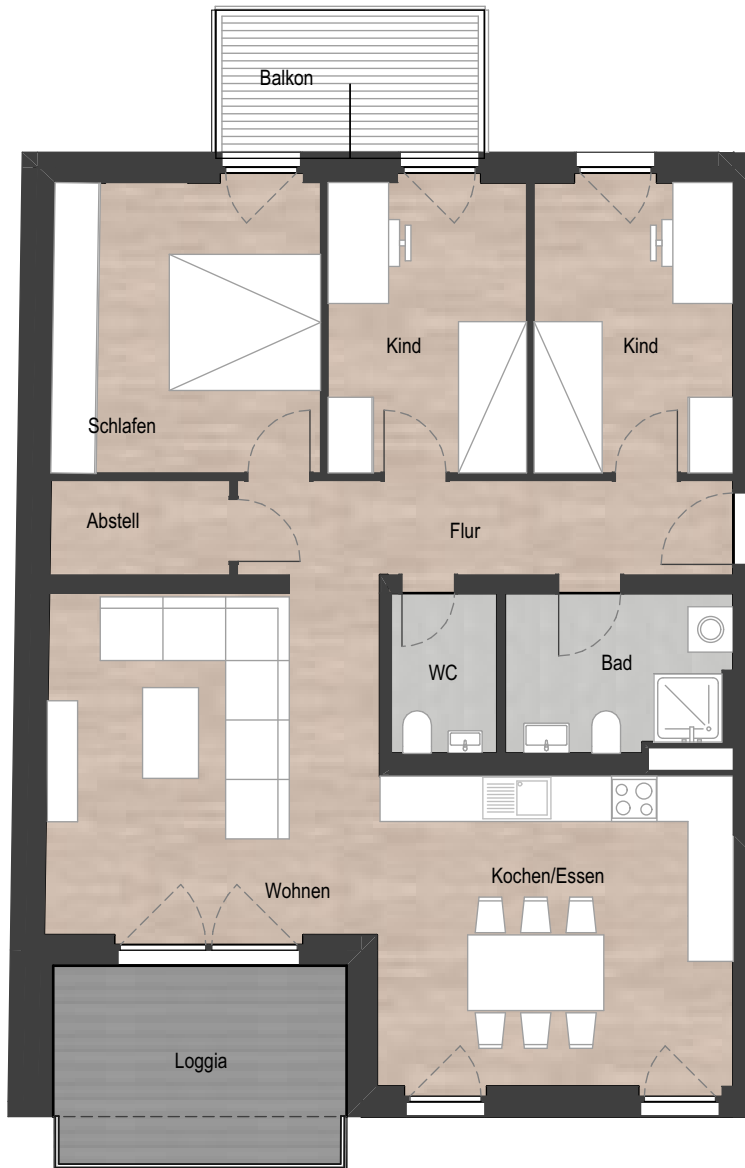 Balkon
Kind
Kind
Schlafen
Abstell
Flur
WC
Bad
Kochen/Essen
Wohnen
Loggia